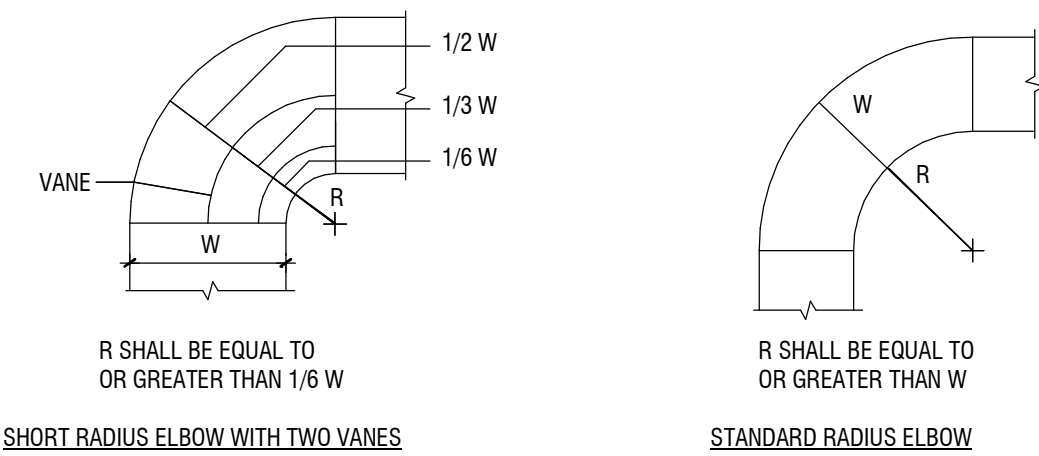 1/2 W
1/3 W
1/6 W
VANE
R
W
R SHALL BE EQUAL TO
OR GREATER THAN 1/6 W
SHORT RADIUS ELBOW WITH TWO VANES
W
R
R SHALL BE EQUAL TO
OR GREATER THAN W
STANDARD RADIUS ELBOW